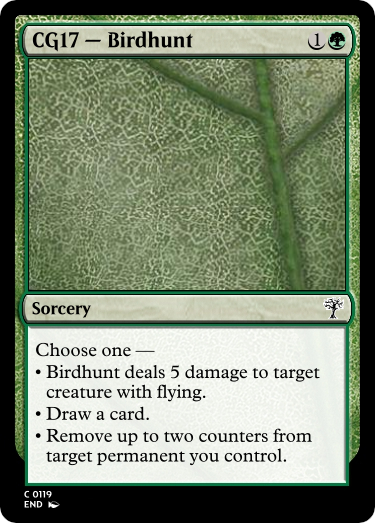 CG17 — Birdhunt 1
Sorcery
Choose one —
• Birdhunt deals 5 damage to target
creature with flying.
• Draw a card.
• Remove up to two counters from
target permanent you control.
C 0119
END